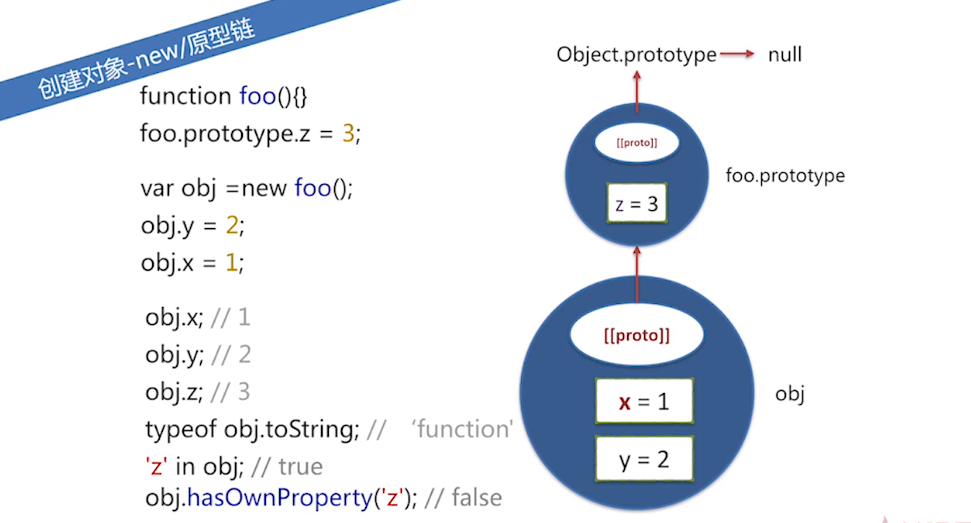 创建对象-new/原型链
function foo(){}
foo.prototype.z = 3;
var obj =new foo();
obj.y = 2;
obj.x = 1;
obj.x; // 1
obj.y; // 2
obj.z; // 3
typeof obj.toString; // ‘function'
'z' in obj; // true
obj.hasOwnProperty('z'); // false
Object.prototype
null
[[proto]]
z = 3
foo.prototype
[[proto]]
x = 1
y = 2
obj